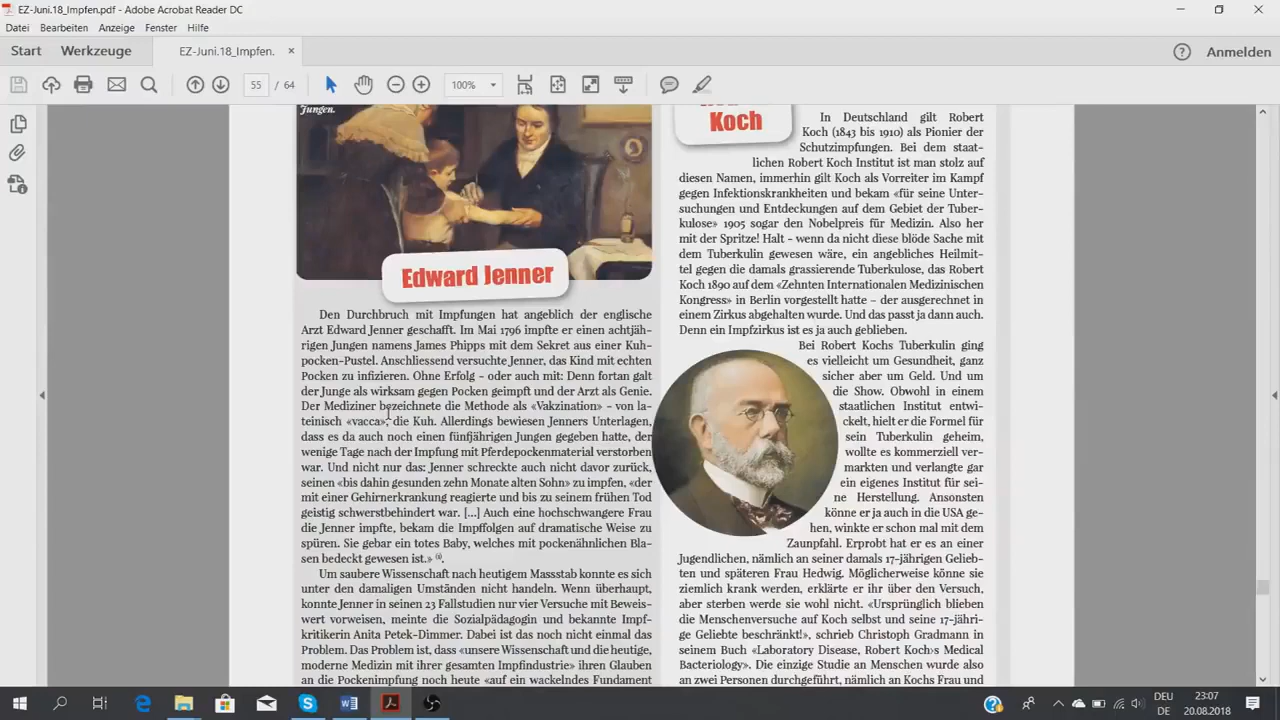 EZ-Juni.18_Impfen.pdf - Adobe Acrobat Reader DC
Datei Bearbeiten Anzeige Fenster Hilfe
Start Werkzeuge EZ-Juni.18_Impfen. × Anmelden
55 / 64 100%
Jungen.
Edward Jenner
Den Durchbruch mit Impfungen hat angeblich der englische
Arzt Edward Jenner geschafft. Im Mai 1796 impfte er einen achtjäh-
rigen Jungen namens James Phipps mit dem Sekret aus einer Kuh-
pocken-Pustel. Anschliessend versuchte Jenner, das Kind mit echten
Pocken zu infizieren. Ohne Erfolg - oder auch mit: Denn fortan galt
der Junge als wirksam gegen Pocken geimpft und der Arzt als Genie.
Der Mediziner bezeichnete die Methode als «Vakzination» - von la-
teinisch «vacca», die Kuh. Allerdings bewiesen Jenners Unterlagen,
dass es da auch noch einen fünfjährigen Jungen gegeben hatte, der
wenige Tage nach der Impfung mit Pferdepockenmaterial verstorben
war. Und nicht nur das: Jenner schreckte auch nicht davor zurück,
seinen «bis dahin gesunden zehn Monate alten Sohn» zu impfen, «der
mit einer Gehirnerkrankung reagierte und bis zu seinem frühen Tod
geistig schwerstbehindert war. [...] Auch eine hochschwangere Frau
die Jenner impfte, bekam die Impffolgen auf dramatische Weise zu
spüren. Sie gebar ein totes Baby, welches mit pockenähnlichen Bla-
sen bedeckt gewesen ist.»
Um saubere Wissenschaft nach heutigem Massstab konnte es sich
unter den damaligen Umständen nicht handeln. Wenn überhaupt,
konnte Jenner in seinen 23 Fallstudien nur vier Versuche mit Beweis-
wert vorweisen, meinte die Sozialpädagogin und bekannte Impf-
kritikerin Anita Petek-Dimmer. Dabei ist das noch nicht einmal das
Problem. Das Problem ist, dass «unsere Wissenschaft und die heutige,
moderne Medizin mit ihrer gesamten Impfindustrie» ihren Glauben
an die Pockenimpfung noch heute «auf ein wackelndes Fundament
Koch
In Deutschland gilt Robert
Koch (1843 bis 1910) als Pionier der
Schutzimpfungen. Bei dem staat-
lichen Robert Koch Institut ist man stolz auf
diesen Namen, immerhin gilt Koch als Vorreiter im Kampf
gegen Infektionskrankheiten und bekam «für seine Unter-
suchungen und Entdeckungen auf dem Gebiet der Tuber-
kulose» 1905 sogar den Nobelpreis für Medizin. Also her
mit der Spritze! Halt - wenn da nicht diese blöde Sache mit
dem Tuberkulin gewesen wäre, ein angebliches Heilmit-
tel gegen die damals grassierende Tuberkulose, das Robert
Koch 1890 auf dem «Zehnten Internationalen Medizinischen
Kongress» in Berlin vorgestellt hatte - der ausgerechnet in
einem Zirkus abgehalten wurde. Und das passt ja dann auch.
Denn ein Impfzirkus ist es ja auch geblieben.
Bei Robert Kochs Tuberkulin ging
es vielleicht um Gesundheit, ganz
sicher aber um Geld. Und um
die Show. Obwohl in einem
staatlichen Institut entwi-
ckelt, hielt er die Formel für
sein Tuberkulin geheim,
wollte es kommerziell ver-
markten und verlangte gar
ein eigenes Institut für sei-
ne Herstellung. Ansonsten
könne er ja auch in die USA ge-
hen, winkte er schon mal mit dem
Zaunpfahl. Erprobt hat er es an einer
Jugendlichen, nämlich an seiner damals 17-jährigen Gelieb-
ten und späteren Frau Hedwig. Möglicherweise könne sie
ziemlich krank werden, erklärte er ihr über den Versuch,
aber sterben werde sie wohl nicht. «Ursprünglich blieben
die Menschenversuche auf Koch selbst und seine 17-jähri-
ge Geliebte beschränkt!», schrieb Christoph Gradmann in
seinem Buch «Laboratory Disease, Robert Koch›s Medical
Bacteriology». Die einzige Studie an Menschen wurde also
an zwei Personen durchgeführt, nämlich an Kochs Frau und
DEU 23:07
DE 20.08.2018